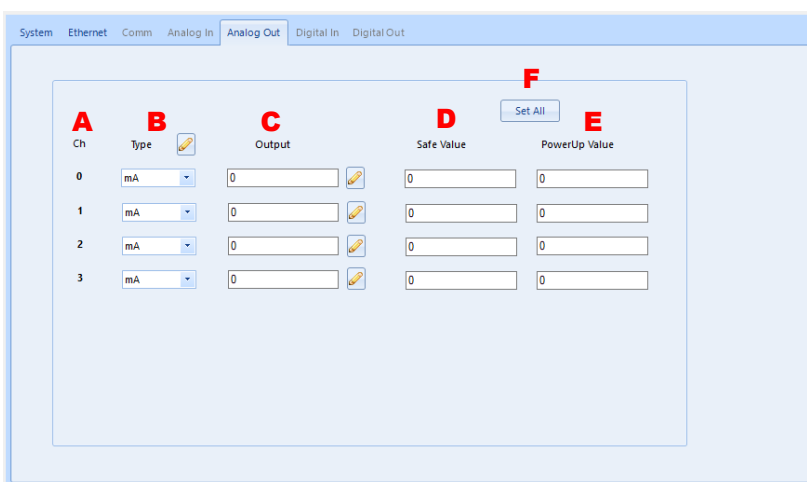 System Ethernet Comm Analog In Analog Out Digital In Digital Out
F
Set All
A B C D E
Ch Type Output Safe Value PowerUp Value
0 mA 0 0 0
1 mA 0 0 0
2 mA 0 0 0
3 mA 0 0 0